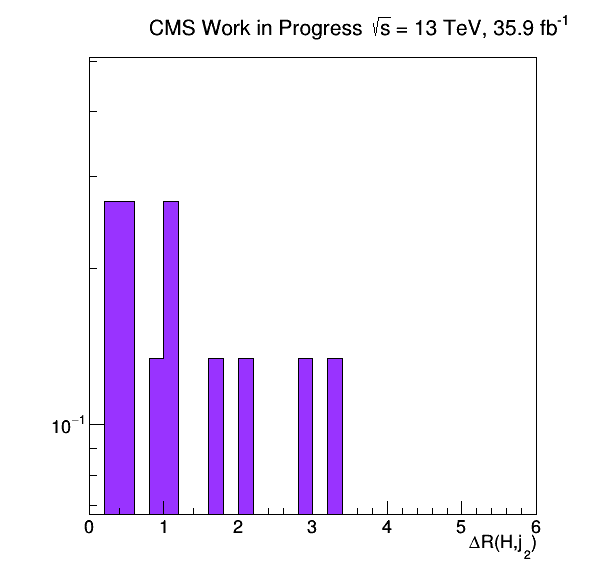 CMS Work in Progress √s = 13 TeV, 35.9 fb⁻¹
10⁻¹
0 1 2 3 4 5 6
ΔR(H,j₂)